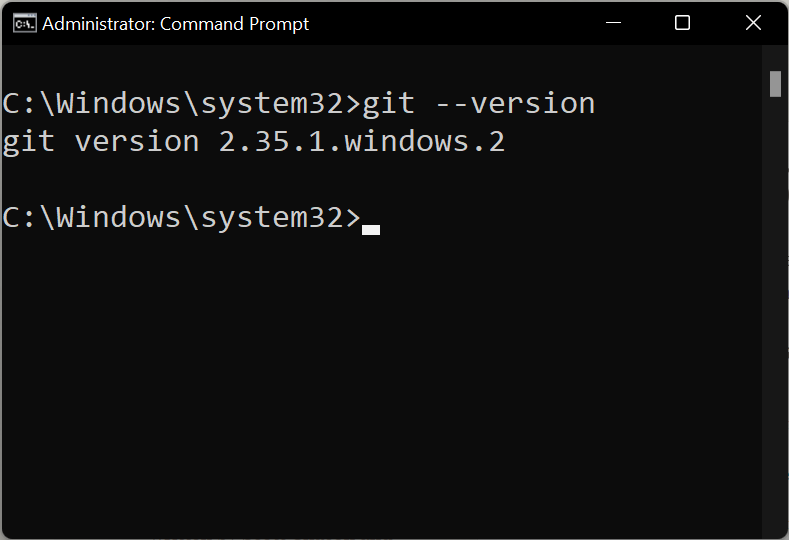 Administrator: Command Prompt
C:\Windows\system32>git --version
git version 2.35.1.windows.2
C:\Windows\system32>